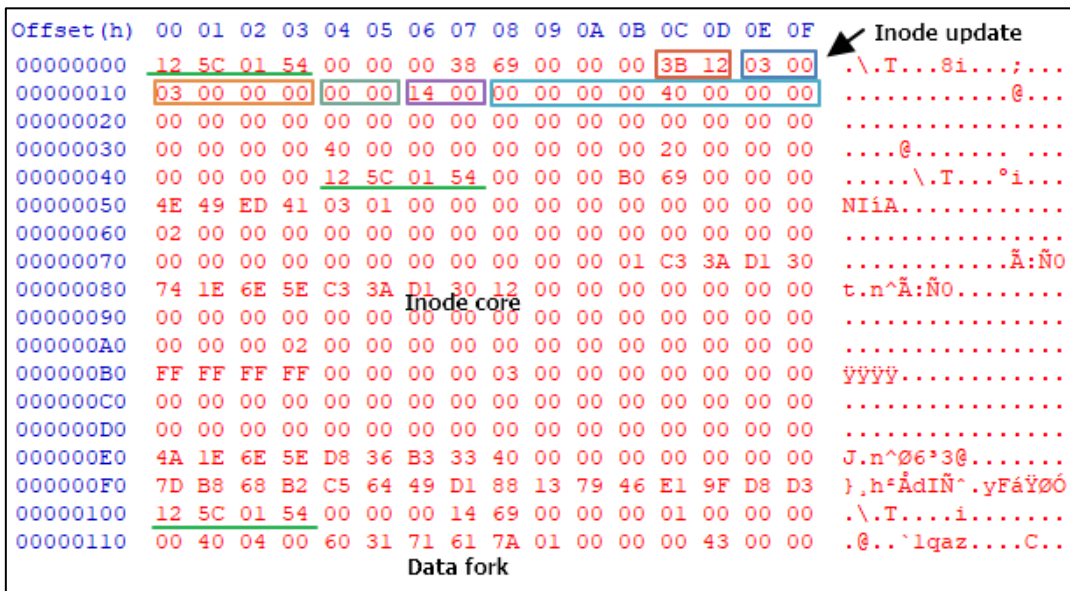 Offset(h) 00 01 02 03 04 05 06 07 08 09 0A 0B 0C 0D 0E 0F
Inode update
00000000 12 5C 01 54 00 00 00 38 69 00 00 00 3B 12 03 00 .\.T...8i...;...
00000010 03 00 00 00 00 00 14 00 00 00 00 00 40 00 00 00 ............@...
00000020 00 00 00 00 00 00 00 00 00 00 00 00 00 00 00 00 ................
00000030 00 00 00 00 40 00 00 00 00 00 00 00 20 00 00 00 ....@....... ...
00000040 00 00 00 00 12 5C 01 54 00 00 00 B0 69 00 00 00 .....\.T...°i...
00000050 4E 49 ED 41 03 01 00 00 00 00 00 00 00 00 00 00 NIíA............
00000060 02 00 00 00 00 00 00 00 00 00 00 00 00 00 00 00 ................
00000070 00 00 00 00 00 00 00 00 00 00 00 01 C3 3A D1 30 ............Ã:Ñ0
00000080 74 1E 6E 5E C3 3A D1 30 12 00 00 00 00 00 00 00 t.n^Ã:Ñ0........
Inode core
00000090 00 00 00 00 00 00 00 00 00 00 00 00 00 00 00 00 ................
000000A0 00 00 00 02 00 00 00 00 00 00 00 00 00 00 00 00 ................
000000B0 FF FF FF FF 00 00 00 00 03 00 00 00 00 00 00 00 ÿÿÿÿ............
000000C0 00 00 00 00 00 00 00 00 00 00 00 00 00 00 00 00 ................
000000D0 00 00 00 00 00 00 00 00 00 00 00 00 00 00 00 00 ................
000000E0 4A 1E 6E 5E D8 36 B3 33 40 00 00 00 00 00 00 00 J.n^Ø6³3@.......
000000F0 7D B8 68 B2 C5 64 49 D1 88 13 79 46 E1 9F D8 D3 }¸h²ÅdIÑˆ.yFáŸØÓ
00000100 12 5C 01 54 00 00 00 14 69 00 00 00 01 00 00 00 .\.T....i.......
00000110 00 40 04 00 60 31 71 61 7A 01 00 00 00 43 00 00 .@..`1qaz....C..
Data fork